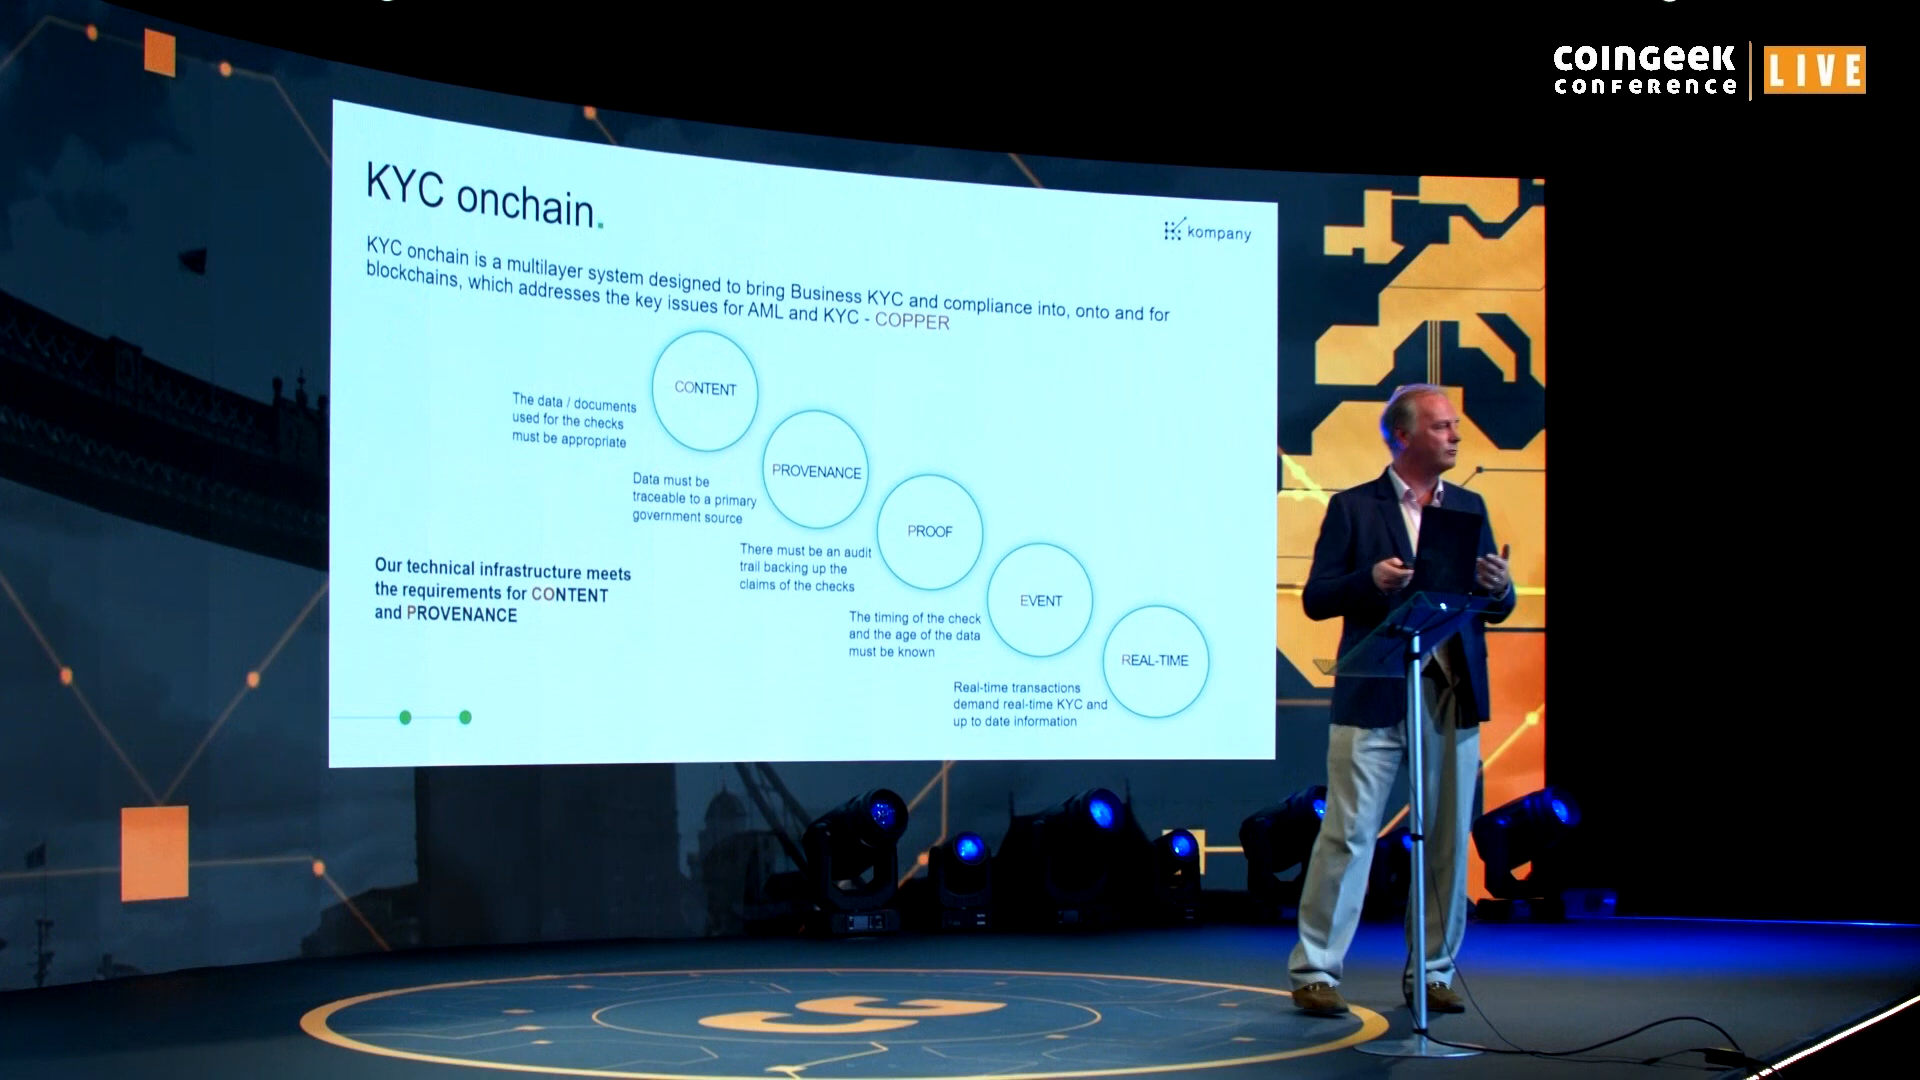 COINGEEK
CONFERENCE
LIVE
KYC onchain.
kompany
KYC onchain is a multilayer system designed to bring Business KYC and compliance into, onto and for
blockchains, which addresses the key issues for AML and KYC - COPPER
CONTENT
The data / documents
used for the checks
must be appropriate
PROVENANCE
Data must be
traceable to a primary
government source
PROOF
There must be an audit
trail backing up the
claims of the checks
EVENT
The timing of the check
and the age of the data
must be known
REAL-TIME
Real-time transactions
demand real-time KYC and
up to date information
Our technical infrastructure meets
the requirements for CONTENT
and PROVENANCE
CG